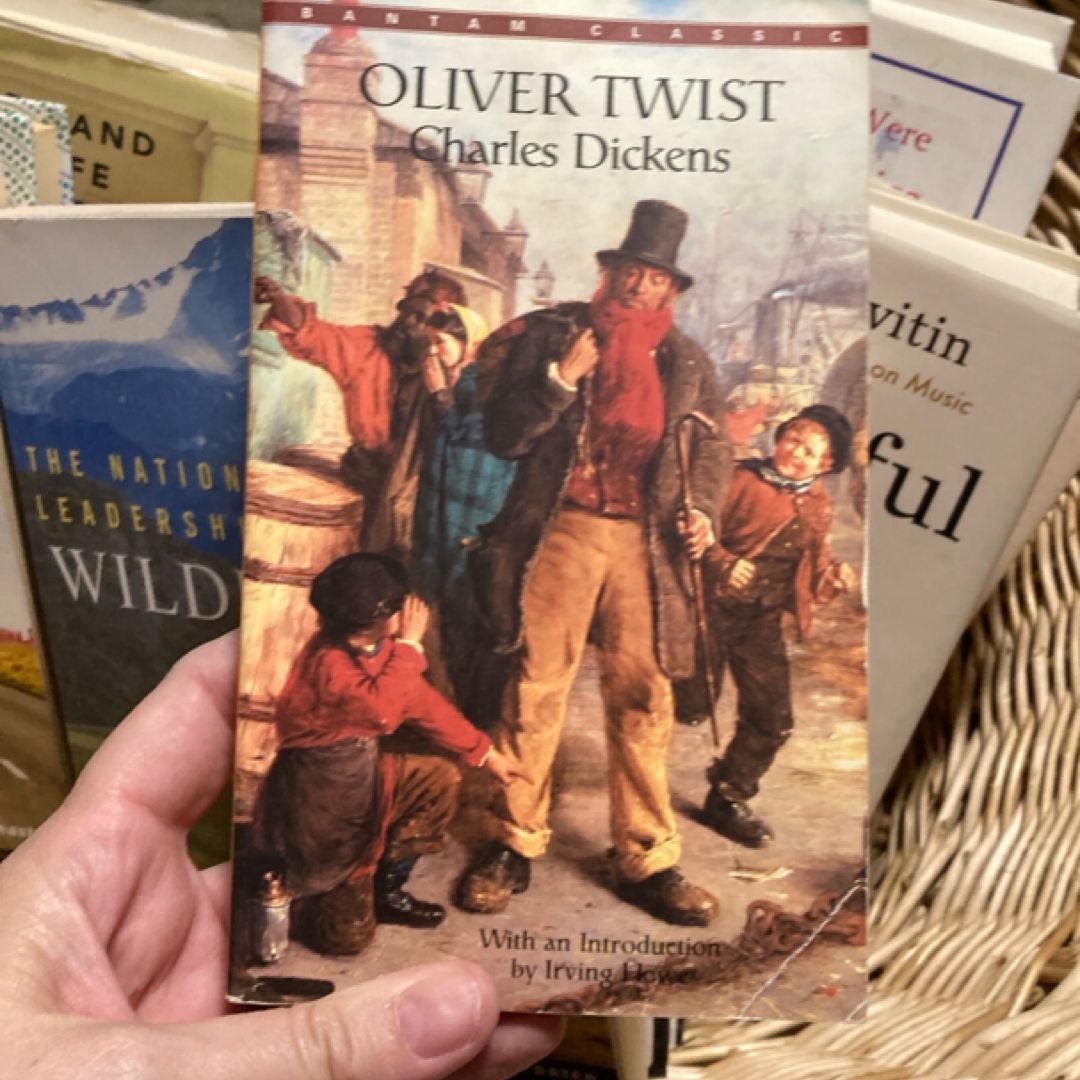 BANTAM CLASSIC
OLIVER TWIST
Charles Dickens
With an Introduction
by Irving Howe
AND
FE
THE NATION
LEADERSH
WILD
Were
vitin
on Music
ful